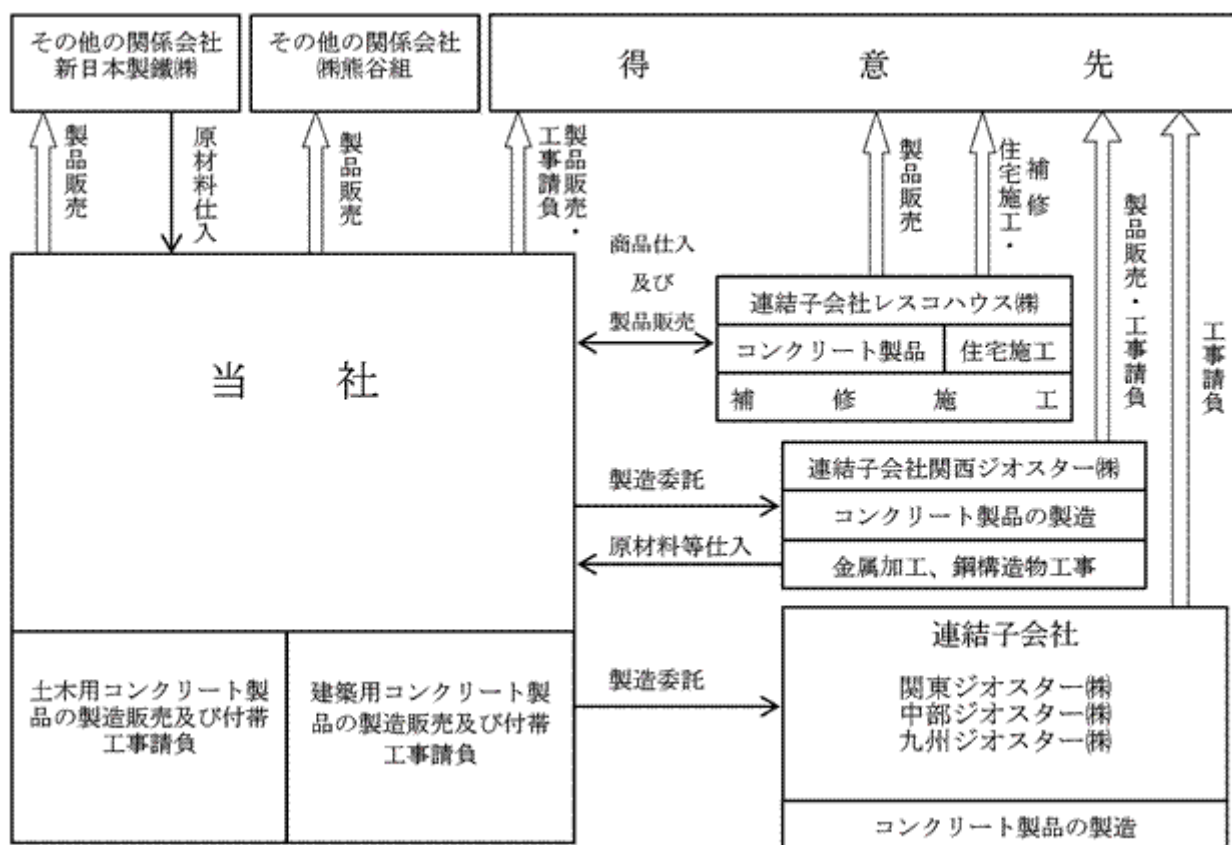 その他の関係会社
新日本製鐵㈱
その他の関係会社
㈱熊谷組
得意先
製品販売
原材料仕入
製品販売
製品販売・
工事請負
製品販売
住宅施工・
補修
製品販売・工事請負
工事請負
当社
土木用コンクリート製
品の製造販売及び付帯
工事請負
建築用コンクリート製
品の製造販売及び付帯
工事請負
商品仕入
及び
製品販売
連結子会社レスコハウス㈱
コンクリート製品
住宅施工
補修施工
製造委託
原材料等仕入
連結子会社関西ジオスター㈱
コンクリート製品の製造
金属加工、鋼構造物工事
製造委託
連結子会社
関東ジオスター㈱
中部ジオスター㈱
九州ジオスター㈱
コンクリート製品の製造